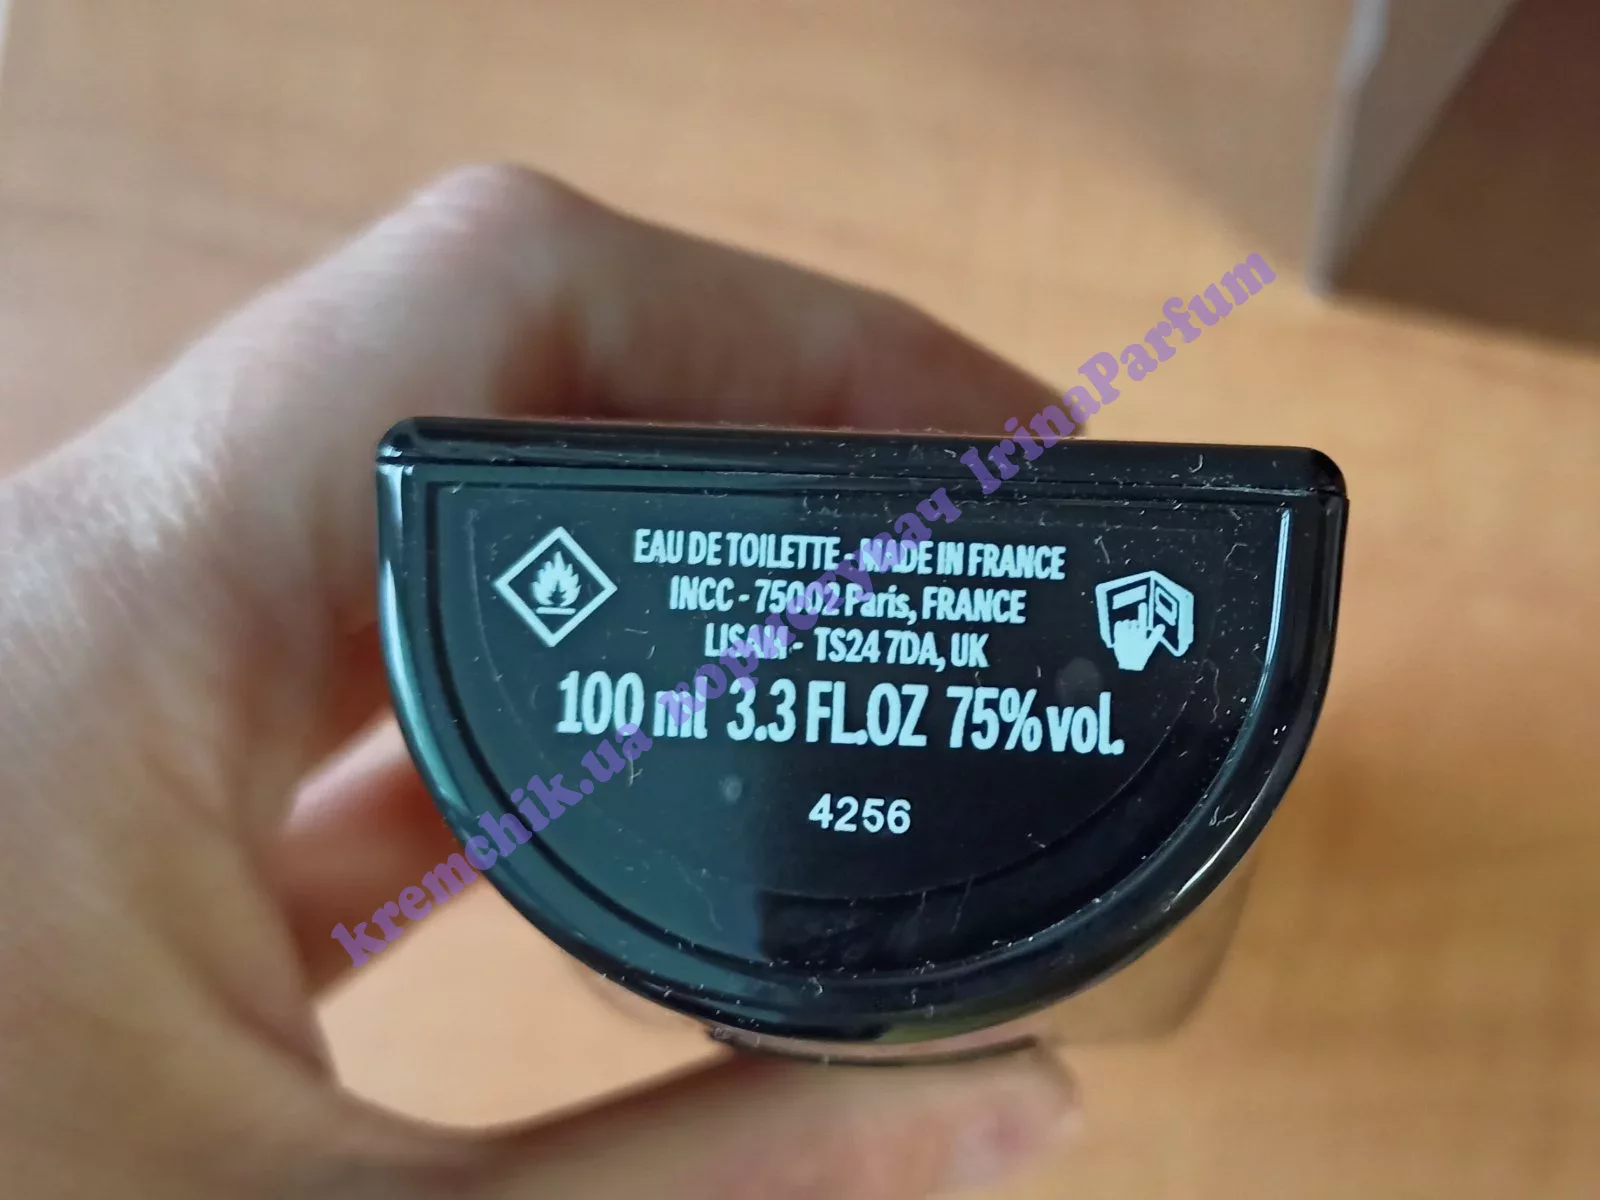 EAU DE TOILETTE - MADE IN FRANCE
INCC - 75002 Paris, FRANCE
LISAM - TS24 7DA, UK
100 ml 3.3 FL.OZ 75% vol.
4256
kremchik.ua користувач IrinaParfum